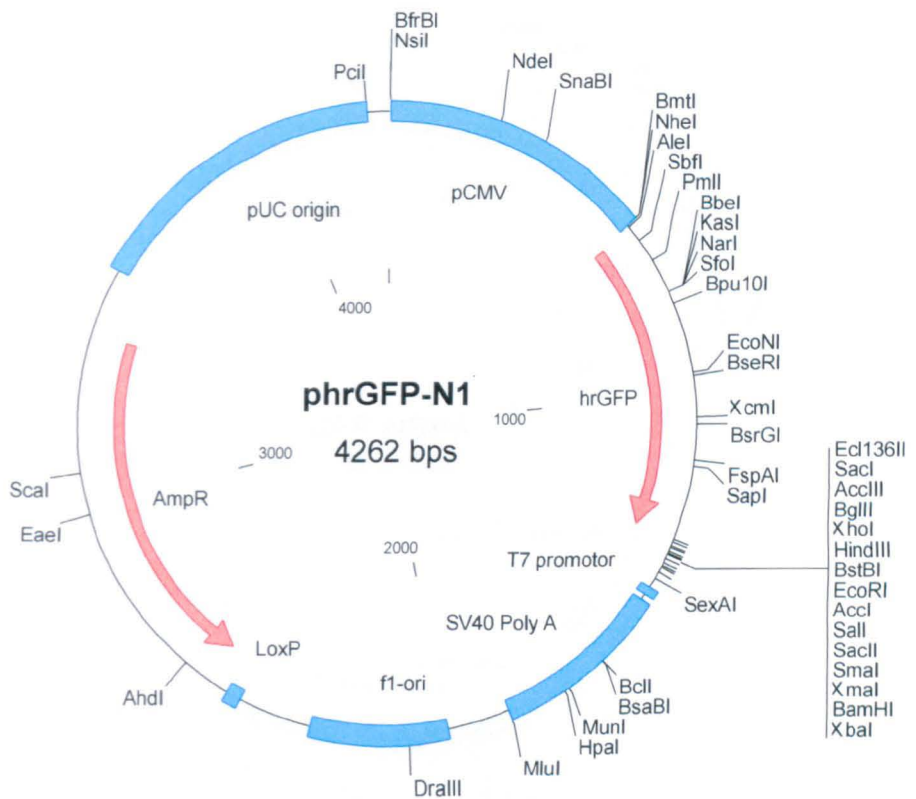 BfrBI
NsiI
PciI
NdeI
SnaBI
BmtI
NheI
AleI
SbfI
PmlI
BbeI
KasI
NarI
SfoI
Bpu10I
pUC origin
pCMV
4000
EcoNI
BseRI
phrGFP-N1
4262 bps
1000
hrGFP
XcmI
BsrGI
3000
FspAI
SapI
ScaI
AmpR
EaeI
Ecl136II
SacI
AccIII
BglII
XhoI
HindIII
BstBI
EcoRI
AccI
SalI
SacII
SmaI
XmaI
BamHI
XbaI
2000
T7 promotor
SexAI
SV40 Poly A
LoxP
f1-ori
AhdI
BclI
BsaBI
MunI
HpaI
MluI
DraIII